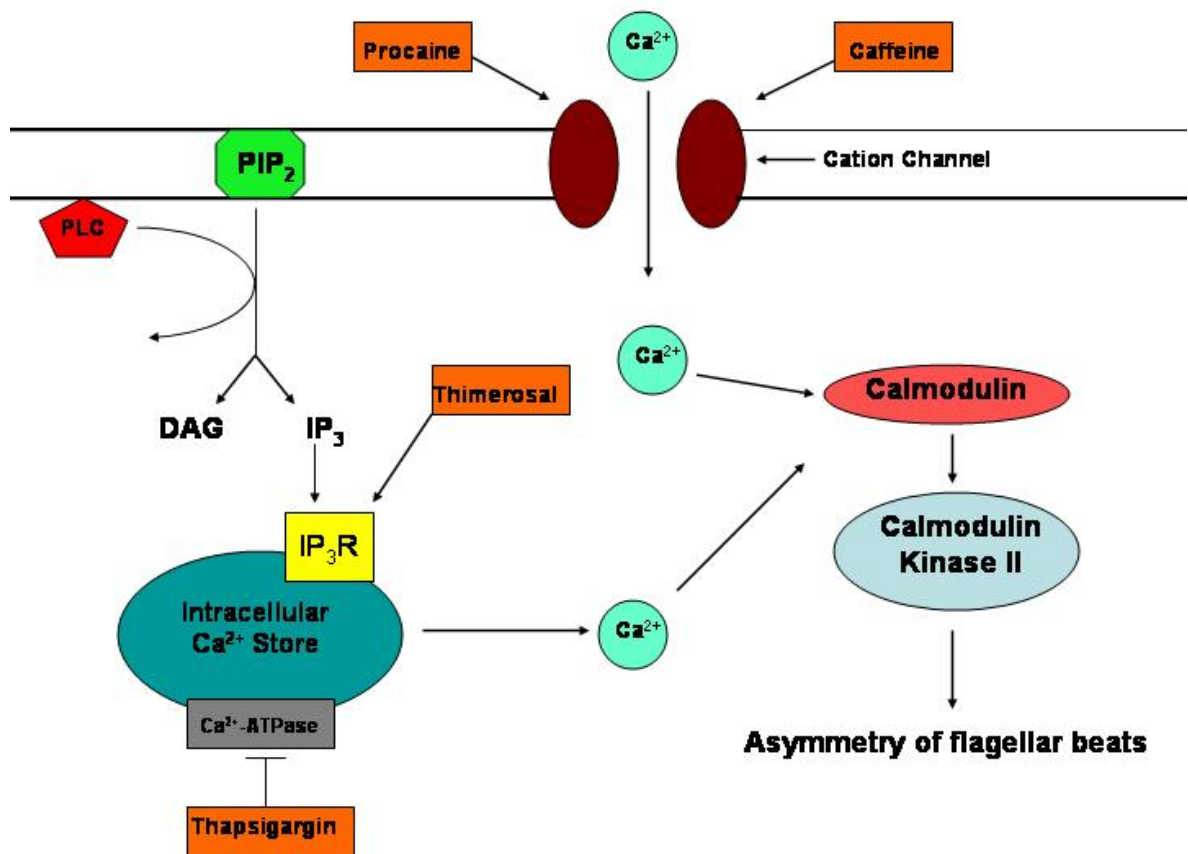 Procaine
Ca²⁺
Caffeine
PIP₂
Cation Channel
PLC
Ca²⁺
Calmodulin
Thimerosal
DAG
IP₃
Calmodulin
Kinase II
IP₃R
Intracellular
Ca²⁺ Store
Ca²⁺
Ca²⁺-ATPase
Asymmetry of flagellar beats
Thapsigargin